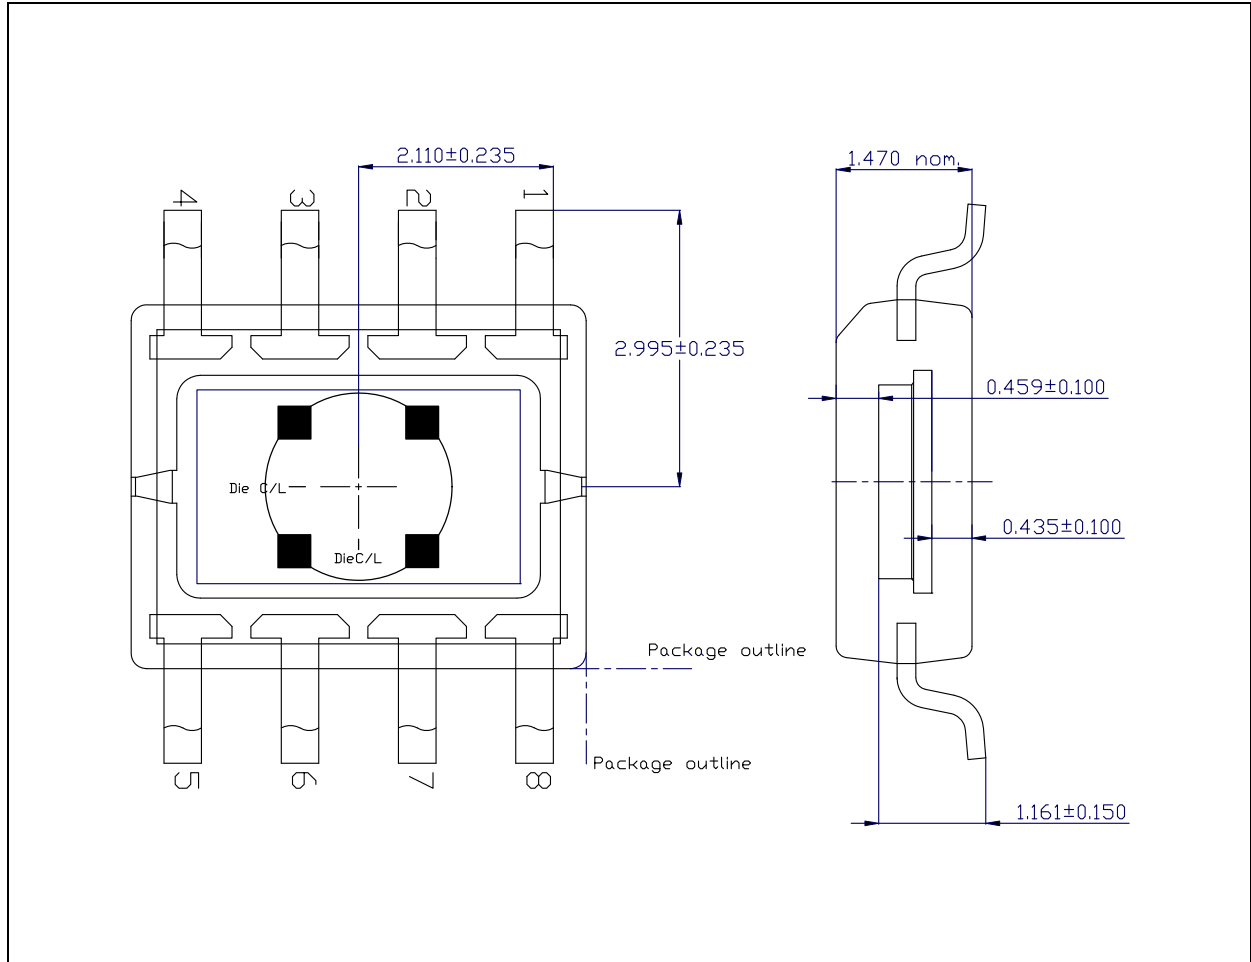 2.110±0.235
1.470 nom.
4 3 2 1
2.995±0.235
0.459±0.100
Die C/L
0.435±0.100
DieC/L
Package outline
Package outline
5 6 7 8
1.161±0.150